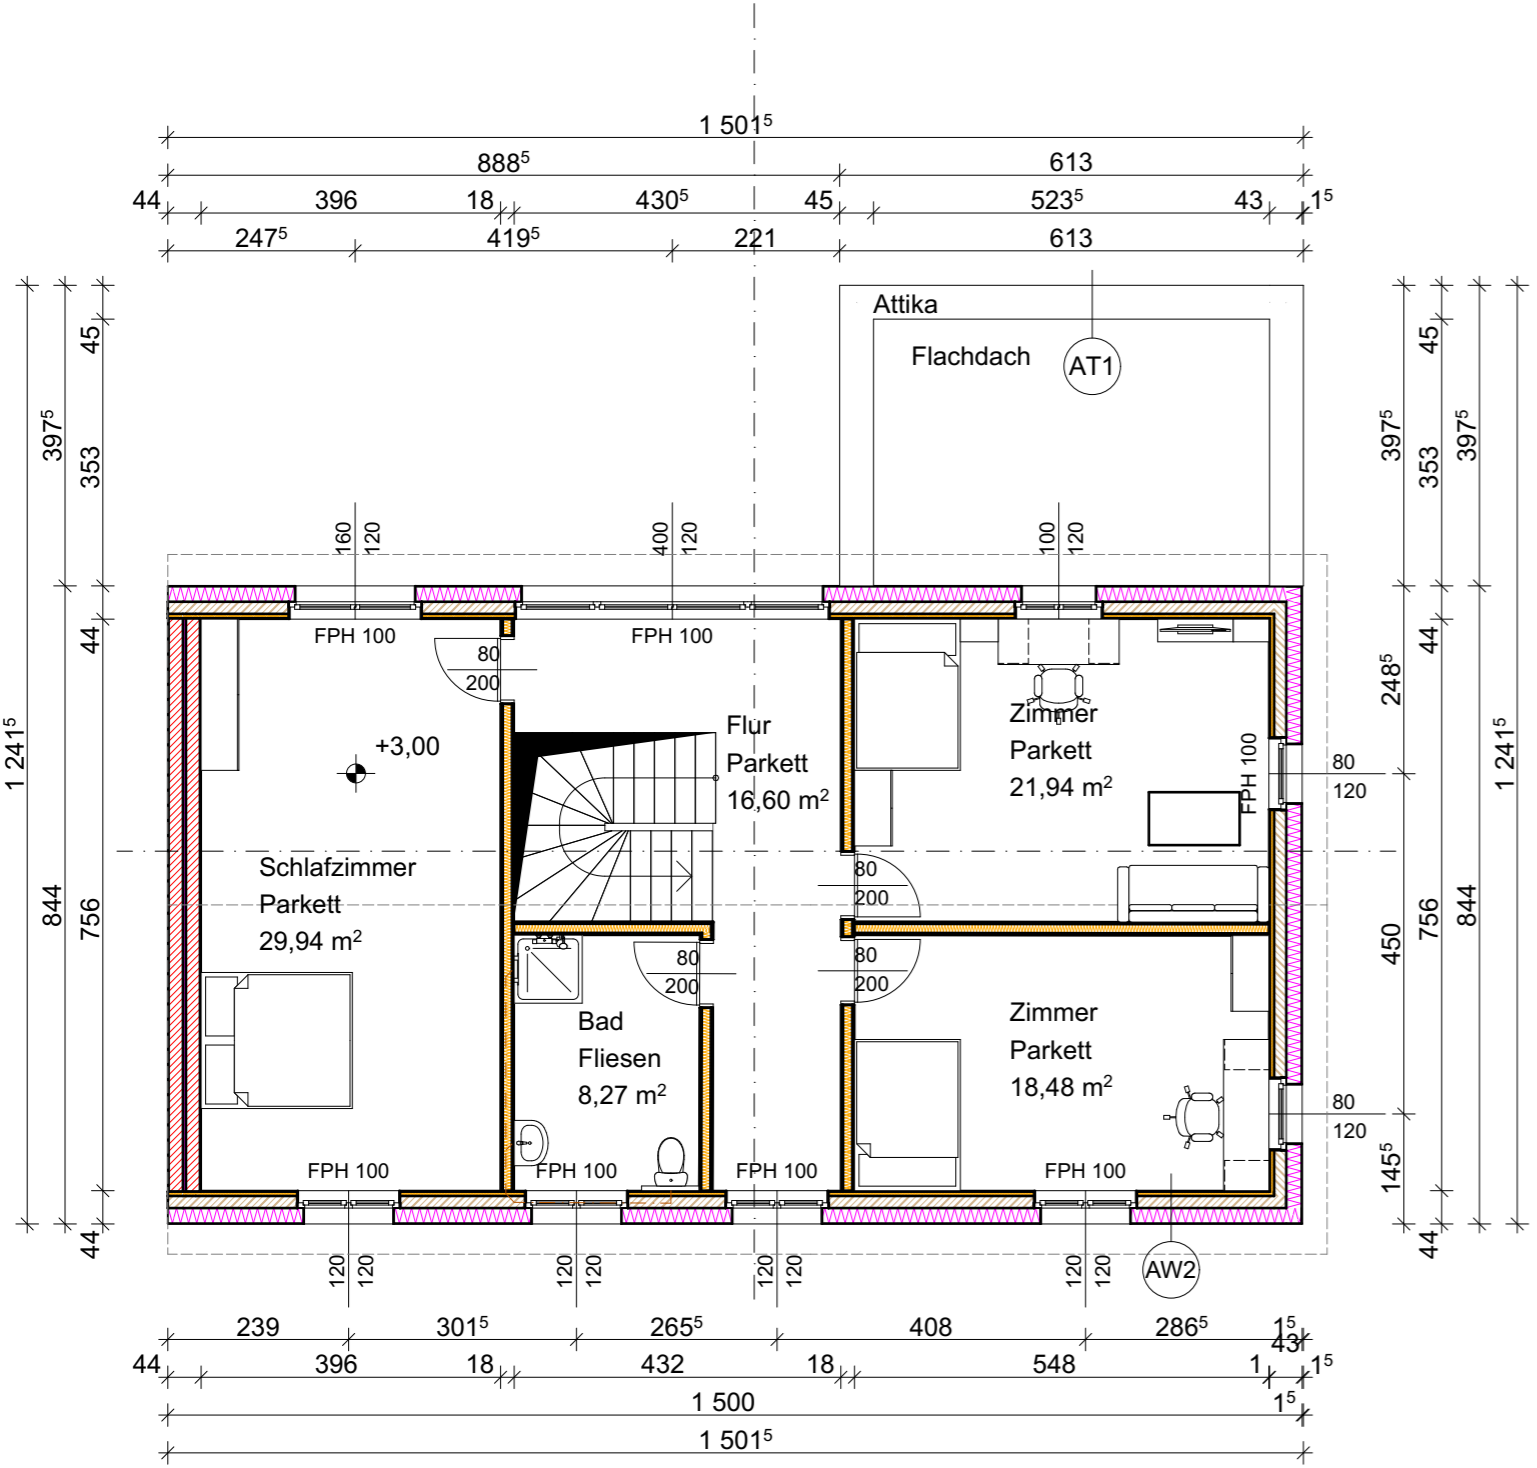 1 501⁵
888⁵ 613
44 396 18 430⁵ 45 523⁵ 43 1⁵
247⁵ 419⁵ 221 613
Attika
Flachdach
AT1
45
353
397⁵
44
1 241⁵
844
756
44
397⁵
45
353
397⁵
248⁵
44
1 241⁵
450
756
844
145⁵
44
160
120
400
120
100
120
FPH 100
FPH 100
80
200
+3,00
Flur
Parkett
16,60 m²
Zimmer
Parkett
21,94 m²
FPH 100
80
120
Schlafzimmer
Parkett
29,94 m²
80
200
80
200
80
200
Bad
Fliesen
8,27 m²
Zimmer
Parkett
18,48 m²
80
120
FPH 100
FPH 100
FPH 100
FPH 100
120
120
120
120
120
120
120
120
AW2
239 301⁵ 265⁵ 408 286⁵ 1⁵
43
44 396 18 432 18 548 1 1⁵
1 500 1⁵
1 501⁵